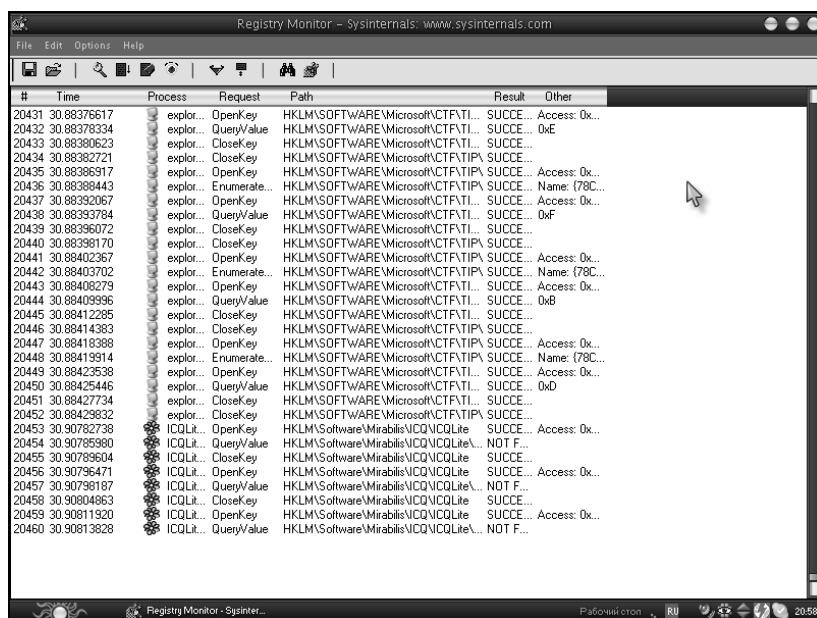 Registry Monitor – Sysinternals: www.sysinternals.com
File Edit Options Help
# Time Process Request Path Result Other
20431 30.88376617 explor... OpenKey HKLM\SOFTWARE\Microsoft\CTF\TI... SUCCE... Access: 0x...
20432 30.88378334 explor... QueryValue HKLM\SOFTWARE\Microsoft\CTF\TI... SUCCE... 0xE
20433 30.88380623 explor... CloseKey HKLM\SOFTWARE\Microsoft\CTF\TI... SUCCE...
20434 30.88382721 explor... CloseKey HKLM\SOFTWARE\Microsoft\CTF\TIP\ SUCCE...
20435 30.88386917 explor... OpenKey HKLM\SOFTWARE\Microsoft\CTF\TIP\ SUCCE... Access: 0x...
20436 30.88388443 explor... Enumerate... HKLM\SOFTWARE\Microsoft\CTF\TIP\ SUCCE... Name: {78C...
20437 30.88392067 explor... OpenKey HKLM\SOFTWARE\Microsoft\CTF\TI... SUCCE... Access: 0x...
20438 30.88393784 explor... QueryValue HKLM\SOFTWARE\Microsoft\CTF\TI... SUCCE... 0xF
20439 30.88396072 explor... CloseKey HKLM\SOFTWARE\Microsoft\CTF\TI... SUCCE...
20440 30.88398170 explor... CloseKey HKLM\SOFTWARE\Microsoft\CTF\TIP\ SUCCE...
20441 30.88402367 explor... OpenKey HKLM\SOFTWARE\Microsoft\CTF\TIP\ SUCCE... Access: 0x...
20442 30.88403702 explor... Enumerate... HKLM\SOFTWARE\Microsoft\CTF\TIP\ SUCCE... Name: {78C...
20443 30.88408279 explor... OpenKey HKLM\SOFTWARE\Microsoft\CTF\TI... SUCCE... Access: 0x...
20444 30.88409996 explor... QueryValue HKLM\SOFTWARE\Microsoft\CTF\TI... SUCCE... 0xB
20445 30.88412285 explor... CloseKey HKLM\SOFTWARE\Microsoft\CTF\TI... SUCCE...
20446 30.88414383 explor... CloseKey HKLM\SOFTWARE\Microsoft\CTF\TIP\ SUCCE...
20447 30.88418388 explor... OpenKey HKLM\SOFTWARE\Microsoft\CTF\TIP\ SUCCE... Access: 0x...
20448 30.88419914 explor... Enumerate... HKLM\SOFTWARE\Microsoft\CTF\TIP\ SUCCE... Name: {78C...
20449 30.88423538 explor... OpenKey HKLM\SOFTWARE\Microsoft\CTF\TI... SUCCE... Access: 0x...
20450 30.88425446 explor... QueryValue HKLM\SOFTWARE\Microsoft\CTF\TI... SUCCE... 0xD
20451 30.88427734 explor... CloseKey HKLM\SOFTWARE\Microsoft\CTF\TI... SUCCE...
20452 30.88429832 explor... CloseKey HKLM\SOFTWARE\Microsoft\CTF\TIP\ SUCCE...
20453 30.90782738 ICQLit... OpenKey HKLM\Software\Mirabilis\ICQ\ICQLite SUCCE... Access: 0x...
20454 30.90785980 ICQLit... QueryValue HKLM\Software\Mirabilis\ICQ\ICQLite\... NOT F...
20455 30.90789604 ICQLit... CloseKey HKLM\Software\Mirabilis\ICQ\ICQLite SUCCE...
20456 30.90796471 ICQLit... OpenKey HKLM\Software\Mirabilis\ICQ\ICQLite SUCCE... Access: 0x...
20457 30.90798187 ICQLit... QueryValue HKLM\Software\Mirabilis\ICQ\ICQLite\... NOT F...
20458 30.90804863 ICQLit... CloseKey HKLM\Software\Mirabilis\ICQ\ICQLite SUCCE...
20459 30.90811920 ICQLit... OpenKey HKLM\Software\Mirabilis\ICQ\ICQLite SUCCE... Access: 0x...
20460 30.90813828 ICQLit... QueryValue HKLM\Software\Mirabilis\ICQ\ICQLite\... NOT F...
Registry Monitor - Sysinter... Рабочий стол RU 20:58